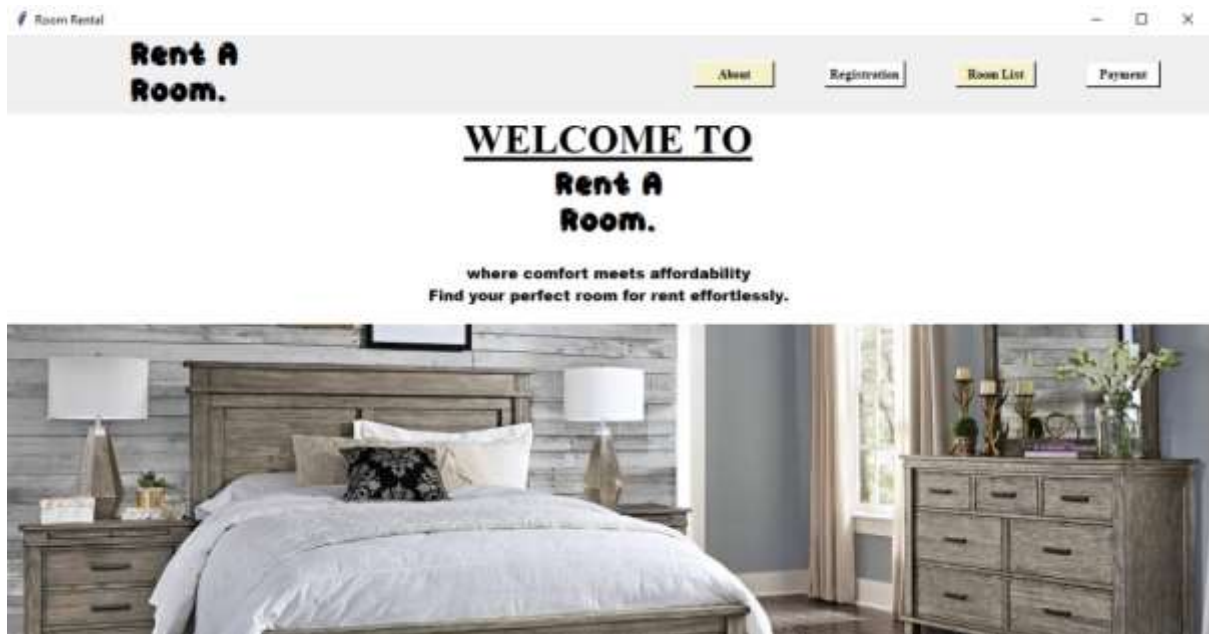 Room Rental
Rent A
Room.
About
Registration
Room List
Payment
WELCOME TO
Rent A
Room.
where comfort meets affordability
Find your perfect room for rent effortlessly.